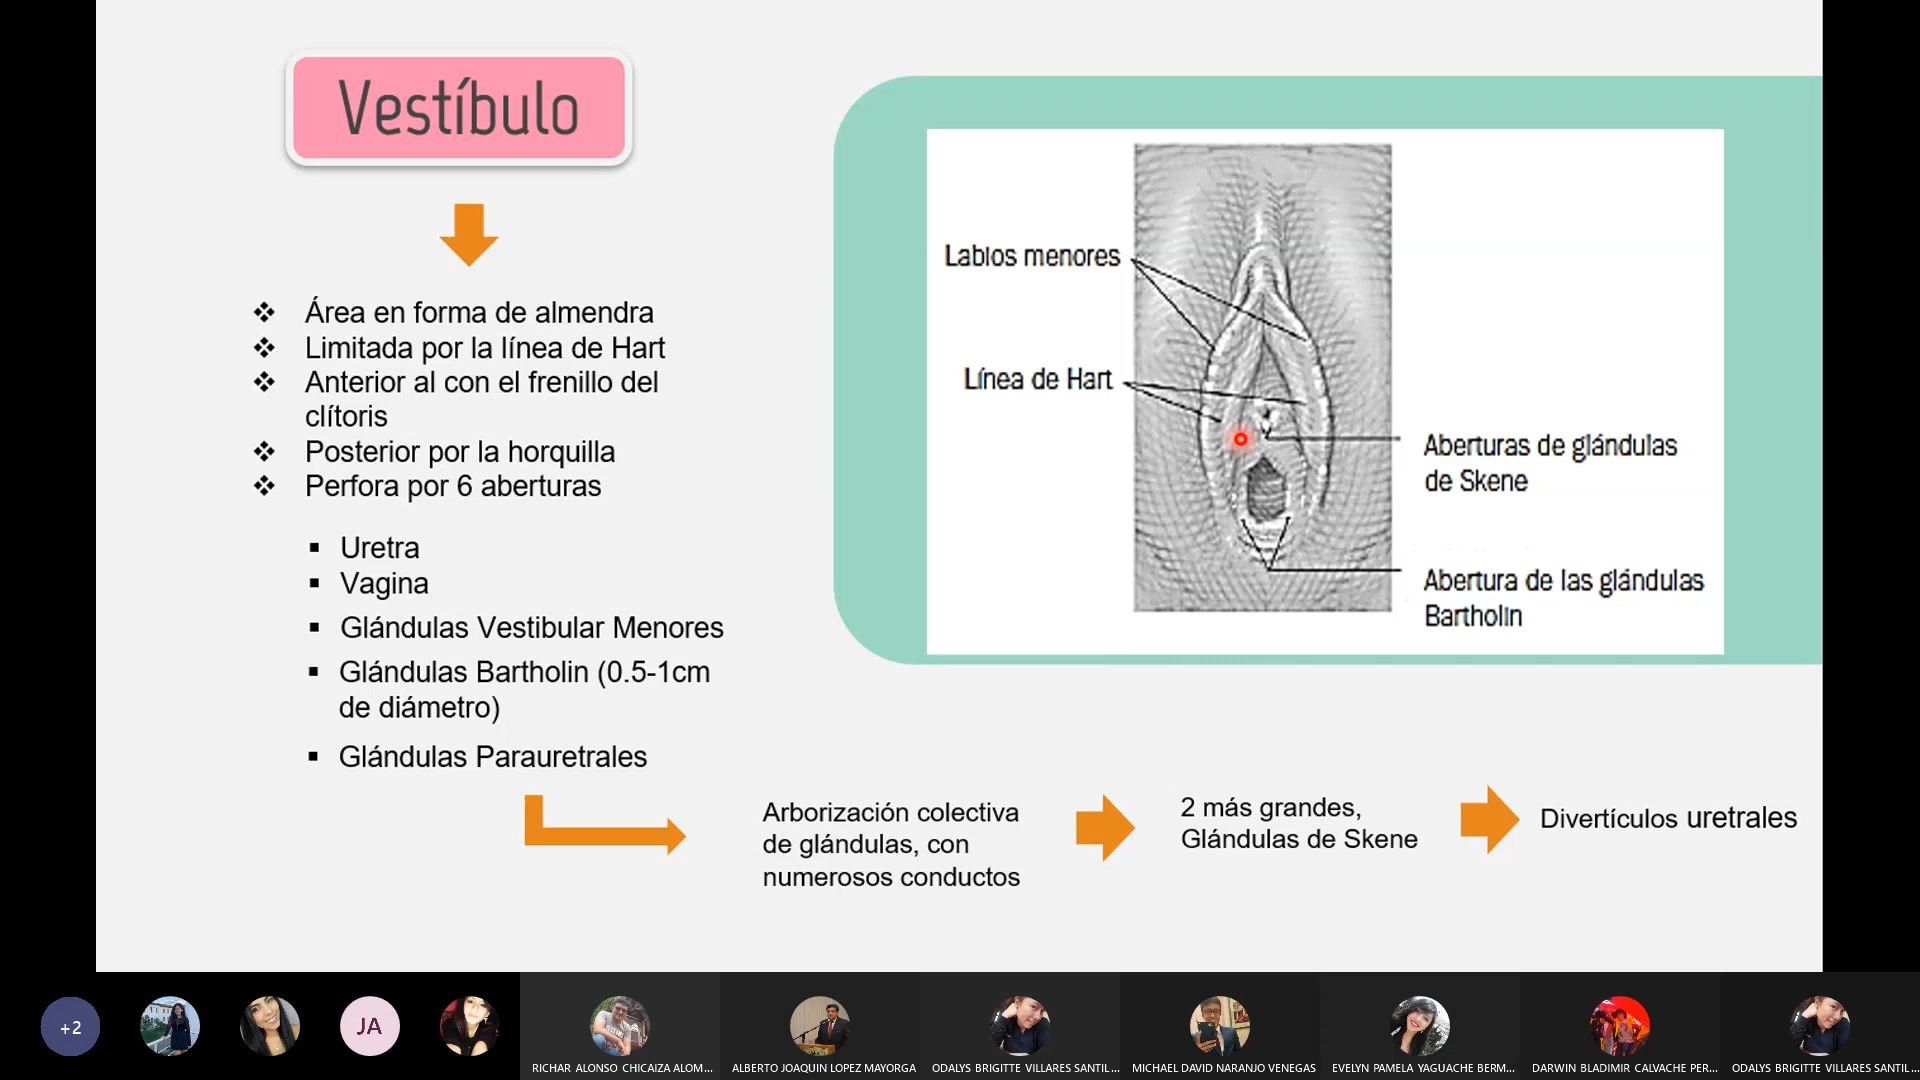 Vestíbulo
Área en forma de almendra
Limitada por la línea de Hart
Anterior al con el frenillo del
clítoris
Posterior por la horquilla
Perfora por 6 aberturas
Uretra
Vagina
Glándulas Vestibular Menores
Glándulas Bartholin (0.5-1cm
de diámetro)
Glándulas Parauretrales
Labios menores
Línea de Hart
Aberturas de glándulas
de Skene
Abertura de las glándulas
Bartholin
Arborización colectiva
de glándulas, con
numerosos conductos
2 más grandes,
Glándulas de Skene
Divertículos uretrales
+2
JA
RICHAR ALONSO CHICAIZA ALOM...
ALBERTO JOAQUIN LOPEZ MAYORGA
ODALYS BRIGITTE VILLARES SANTIL...
MICHAEL DAVID NARANJO VENEGAS
EVELYN PAMELA YAGUACHE BERM...
DARWIN BLADIMIR CALVACHE PER...
ODALYS BRIGITTE VILLARES SANTIL...